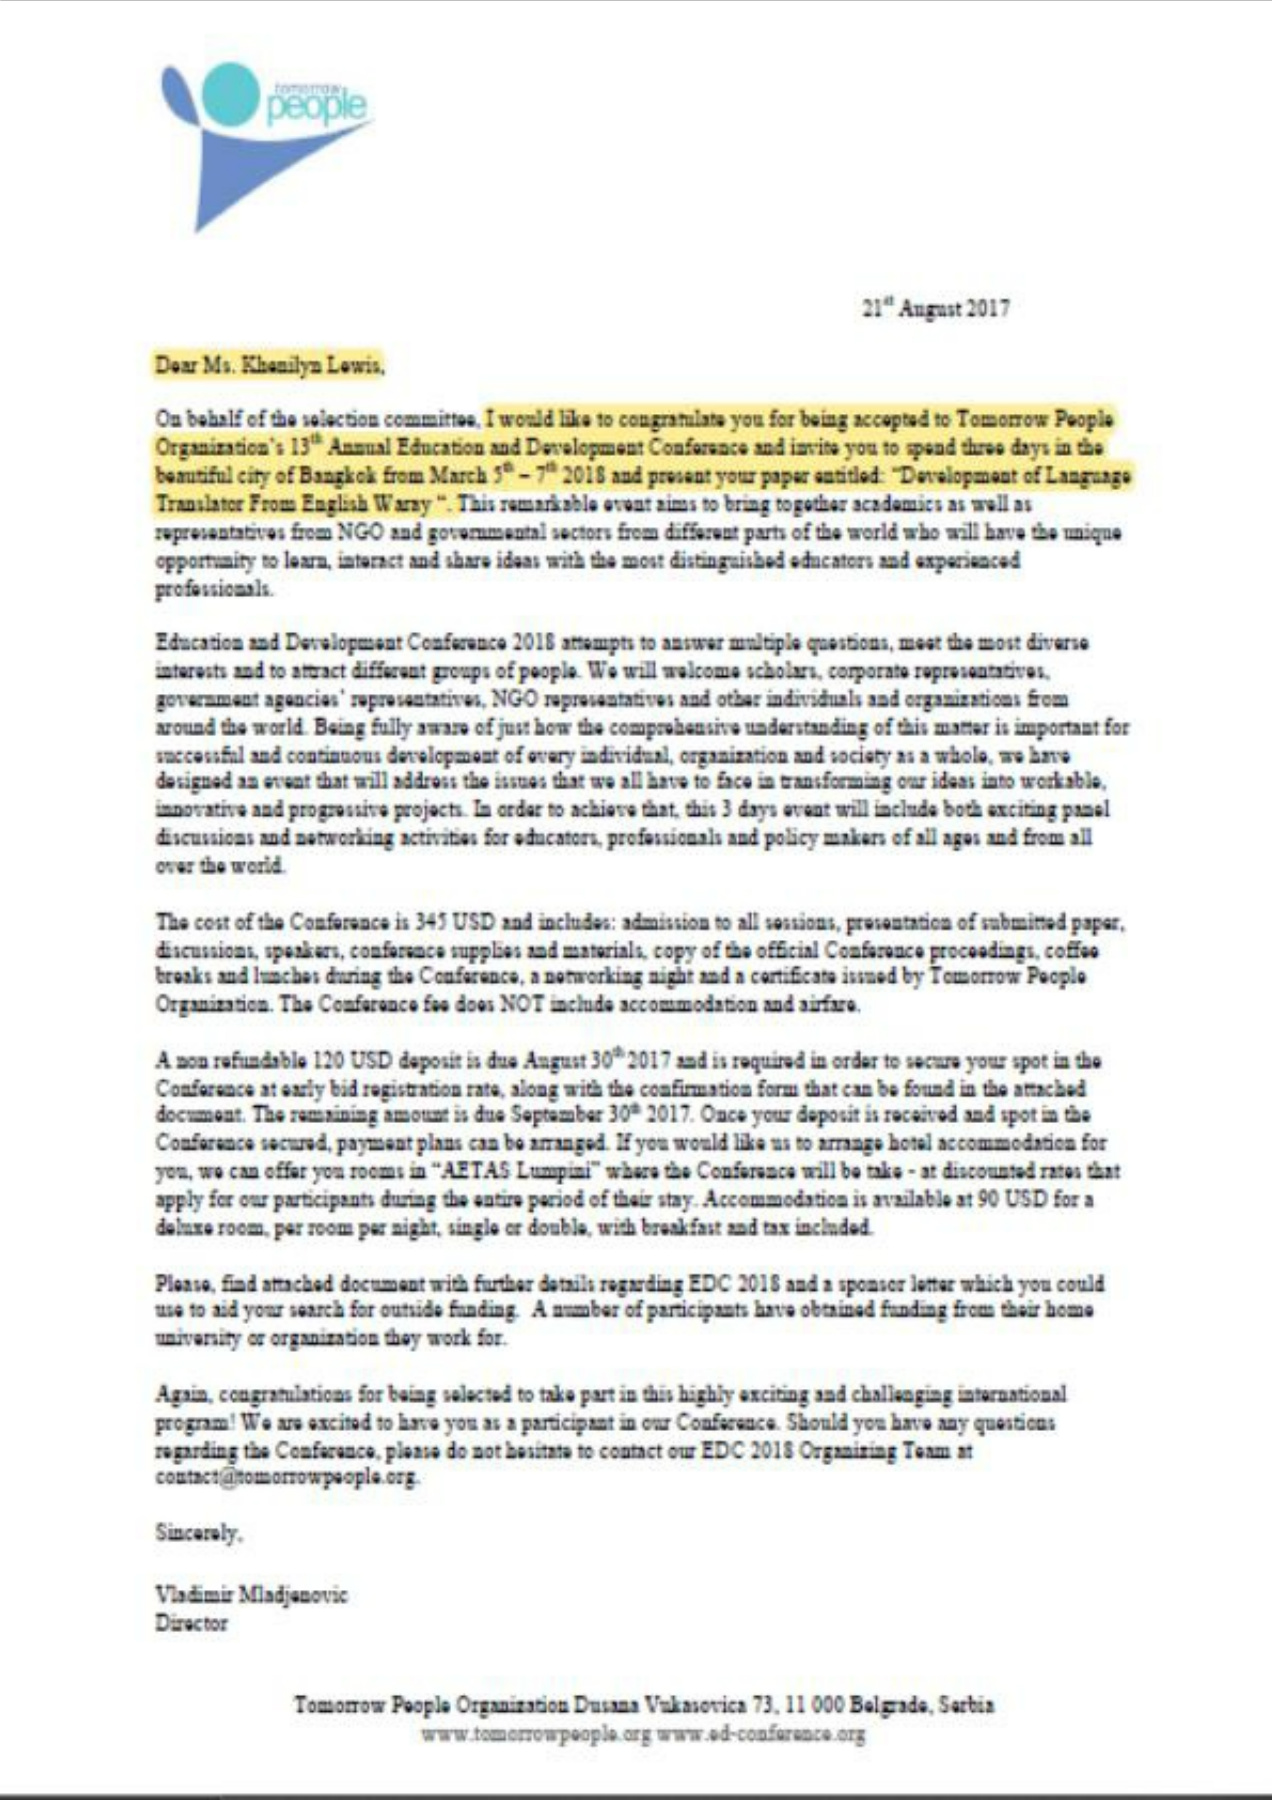 tomorrow
people
21st August 2017
Dear Ms. Khenilyn Lewis,
On behalf of the selection committee, I would like to congratulate you for being accepted to Tomorrow People
Organization's 13th Annual Education and Development Conference and invite you to spend three days in the
beautiful city of Bangkok from March 5th – 7th 2018 and present your paper entitled: "Development of Language
Translator From English Waray ". This remarkable event aims to bring together academics as well as
representatives from NGO and governmental sectors from different parts of the world who will have the unique
opportunity to learn, interact and share ideas with the most distinguished educators and experienced
professionals.
Education and Development Conference 2018 attempts to answer multiple questions, meet the most diverse
interests and to attract different groups of people. We will welcome scholars, corporate representatives,
government agencies' representatives, NGO representatives and other individuals and organizations from
around the world. Being fully aware of just how the comprehensive understanding of this matter is important for
successful and continuous development of every individual, organization and society as a whole, we have
designed an event that will address the issues that we all have to face in transforming our ideas into workable,
innovative and progressive projects. In order to achieve that, this 3 days event will include both exciting panel
discussions and networking activities for educators, professionals and policy makers of all ages and from all
over the world.
The cost of the Conference is 345 USD and includes: admission to all sessions, presentation of submitted paper,
discussions, speakers, conference supplies and materials, copy of the official Conference proceedings, coffee
breaks and lunches during the Conference, a networking night and a certificate issued by Tomorrow People
Organization. The Conference fee does NOT include accommodation and airfare.
A non refundable 120 USD deposit is due August 30th 2017 and is required in order to secure your spot in the
Conference at early bid registration rate, along with the confirmation form that can be found in the attached
document. The remaining amount is due September 30th 2017. Once your deposit is received and spot in the
Conference secured, payment plans can be arranged. If you would like us to arrange hotel accommodation for
you, we can offer you rooms in "AETAS Lumpini" where the Conference will be take - at discounted rates that
apply for our participants during the entire period of their stay. Accommodation is available at 90 USD for a
deluxe room, per room per night, single or double, with breakfast and tax included.
Please, find attached document with further details regarding EDC 2018 and a sponsor letter which you could
use to aid your search for outside funding. A number of participants have obtained funding from their home
university or organization they work for.
Again, congratulations for being selected to take part in this highly exciting and challenging international
program! We are excited to have you as a participant in our Conference. Should you have any questions
regarding the Conference, please do not hesitate to contact our EDC 2018 Organizing Team at
contact@tomorrowpeople.org.
Sincerely,
Vladimir Mladjenovic
Director
Tomorrow People Organization Dusana Vukasovica 73, 11 000 Belgrade, Serbia
www.tomorrowpeople.org www.ed-conference.org